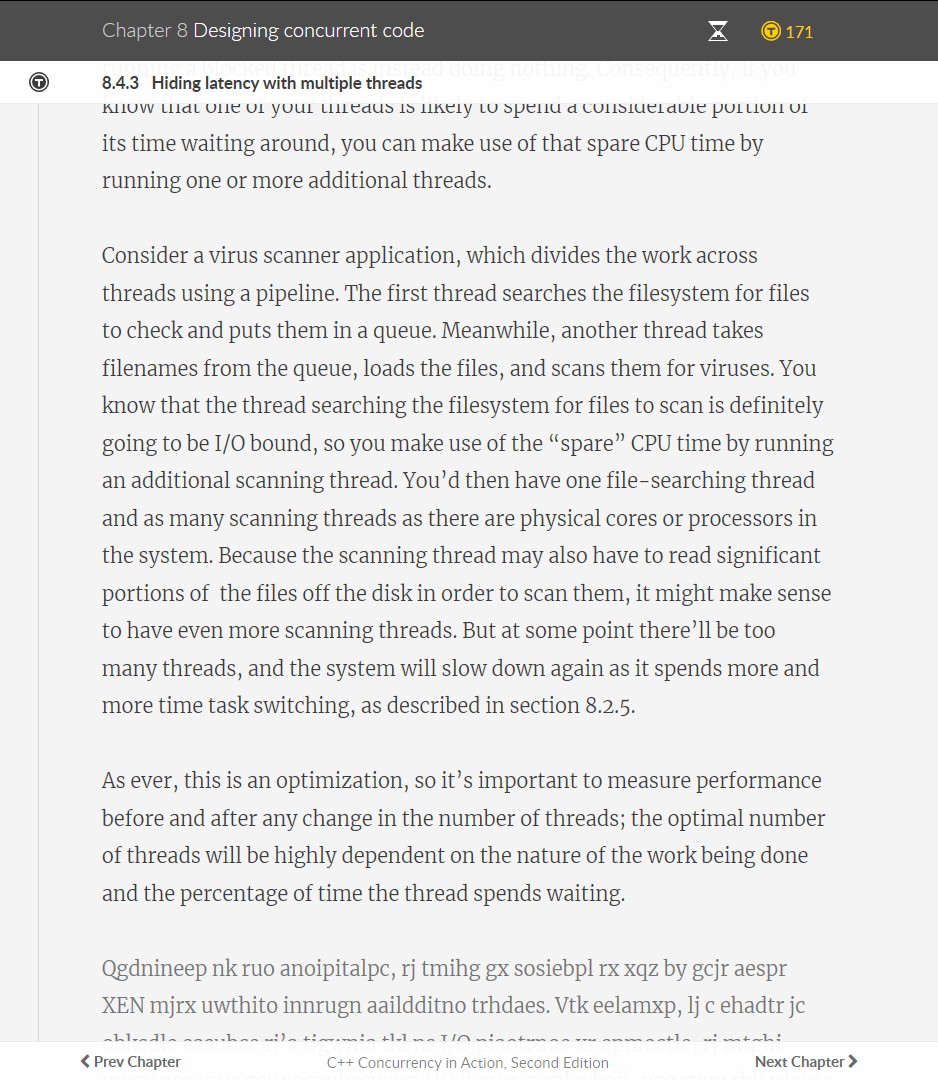 Chapter 8 Designing concurrent code
171
8.4.3 Hiding latency with multiple threads
running a blocked thread is instead doing nothing. Consequently, if you
know that one of your threads is likely to spend a considerable portion of
its time waiting around, you can make use of that spare CPU time by
running one or more additional threads.
Consider a virus scanner application, which divides the work across
threads using a pipeline. The first thread searches the filesystem for files
to check and puts them in a queue. Meanwhile, another thread takes
filenames from the queue, loads the files, and scans them for viruses. You
know that the thread searching the filesystem for files to scan is definitely
going to be I/O bound, so you make use of the “spare” CPU time by running
an additional scanning thread. You’d then have one file-searching thread
and as many scanning threads as there are physical cores or processors in
the system. Because the scanning thread may also have to read significant
portions of the files off the disk in order to scan them, it might make sense
to have even more scanning threads. But at some point there’ll be too
many threads, and the system will slow down again as it spends more and
more time task switching, as described in section 8.2.5.
As ever, this is an optimization, so it’s important to measure performance
before and after any change in the number of threads; the optimal number
of threads will be highly dependent on the nature of the work being done
and the percentage of time the thread spends waiting.
Qgdnineep nk ruo anoipitalpc, rj tmihg gx sosiebpl rx xqz by gcjr aespr
XEN mjrx uwthito innrugn aaildditno trhdaes. Vtk eelamxp, lj c ehadtr jc
Prev Chapter
C++ Concurrency in Action, Second Edition
Next Chapter